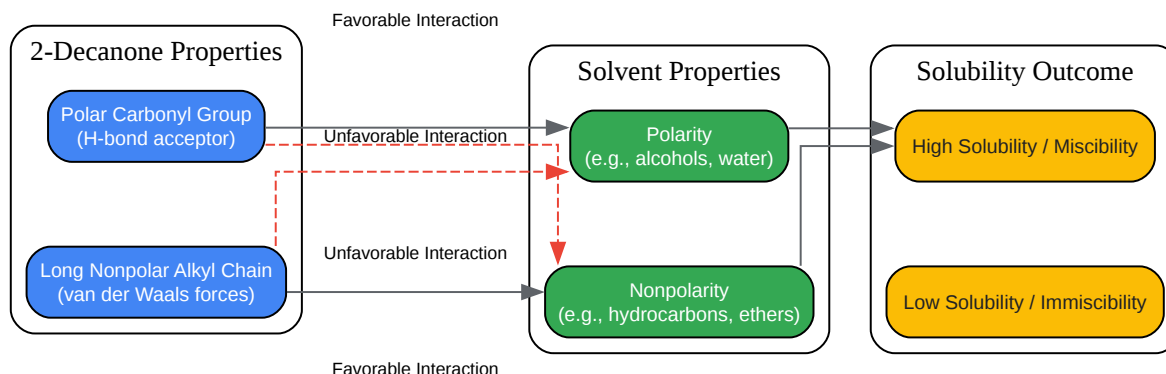 Favorable Interaction
2-Decanone Properties
Polar Carbonyl Group
(H-bond acceptor)
Long Nonpolar Alkyl Chain
(van der Waals forces)
Unfavorable Interaction
Unfavorable Interaction
Favorable Interaction
Solvent Properties
Polarity
(e.g., alcohols, water)
Nonpolarity
(e.g., hydrocarbons, ethers)
Solubility Outcome
High Solubility / Miscibility
Low Solubility / Immiscibility